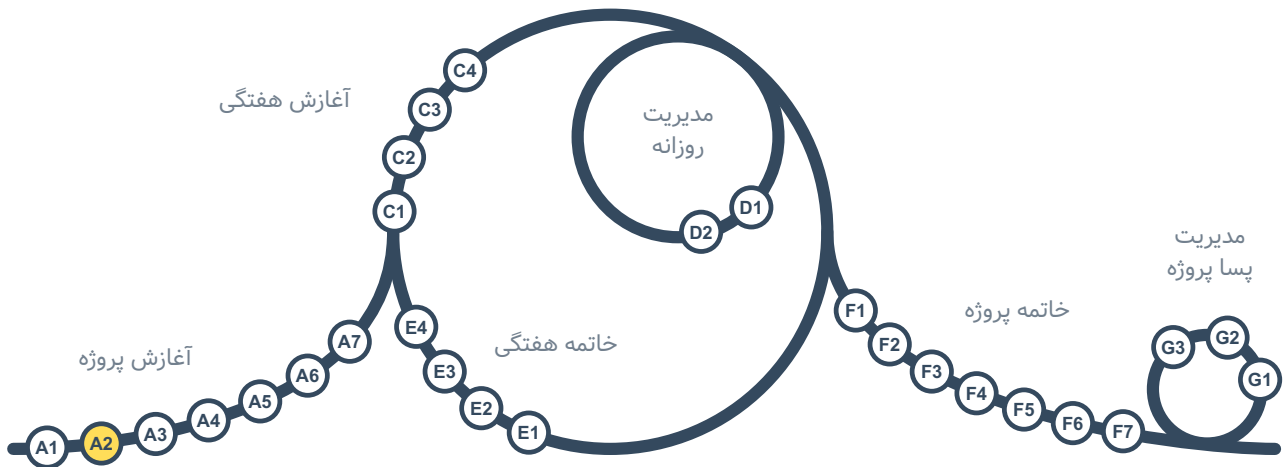 آغازش پروژه
A1
A2
A3
A4
A5
A6
A7
آغازش هفتگی
C1
C2
C3
C4
مدیریت
روزانه
D1
D2
خاتمه هفتگی
E1
E2
E3
E4
خاتمه پروژه
F1
F2
F3
F4
F5
F6
F7
مدیریت
پسا پروژه
G1
G2
G3